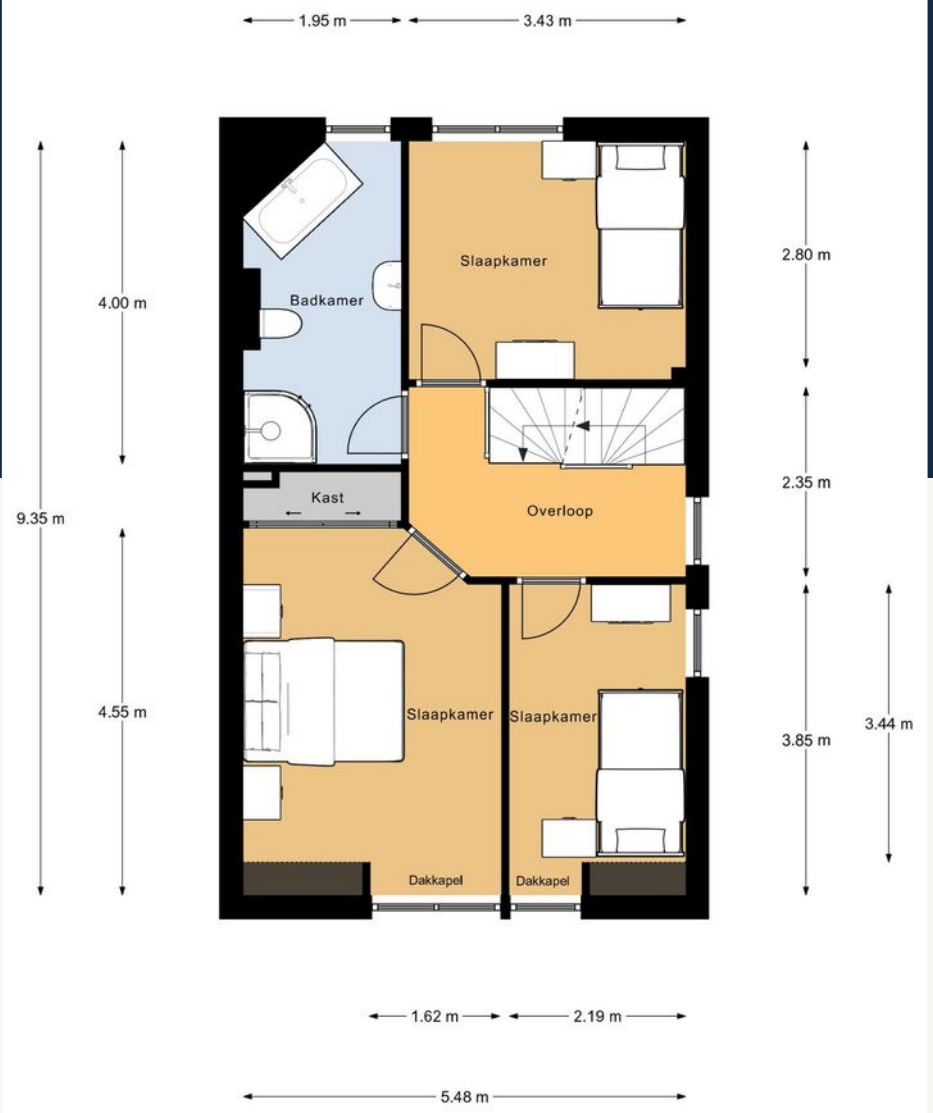 1.95 m
3.43 m
Slaapkamer
2.80 m
4.00 m
Badkamer
Kast
Overloop
2.35 m
9.35 m
4.55 m
Slaapkamer
Slaapkamer
3.85 m
3.44 m
Dakkapel
Dakkapel
1.62 m
2.19 m
5.48 m